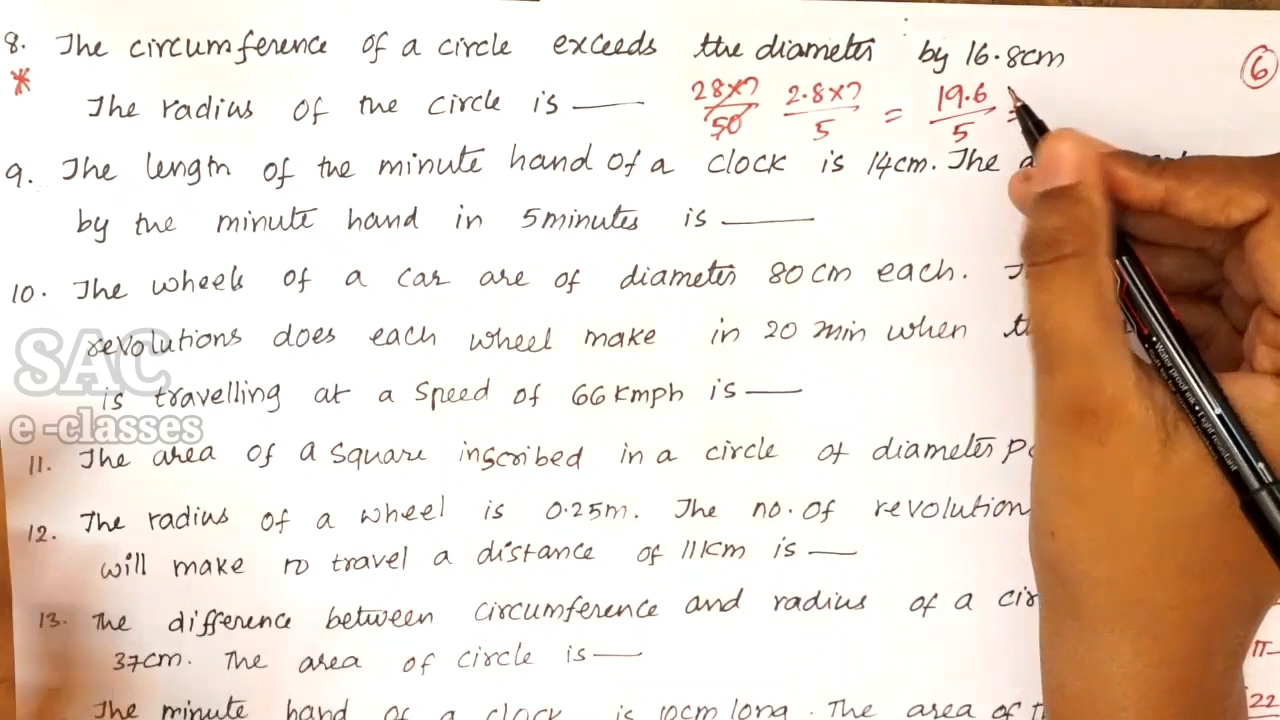 8. The circumference of a circle exceeds the diameter by 16.8cm
* The radius of the circle is ___ 28×7/50 2.8×7/5 = 19.6/5 =
6
9. The length of the minute hand of a clock is 14cm. The
by the minute hand in 5minutes is ___
10. The wheels of a car are of diameter 80cm each.
revolutions does each wheel make in 20 min when
is travelling at a speed of 66kmph is ___
SAC
e-classes
11. The area of a square inscribed in a circle of diameter
12. The radius of a wheel is 0.25m. The no. of revolution
will make to travel a distance of 11km is ___
13. The difference between circumference and radius of a cir
37cm. The area of circle is ___
π-
22
The minute hand of a clock is 10cm long. The area of